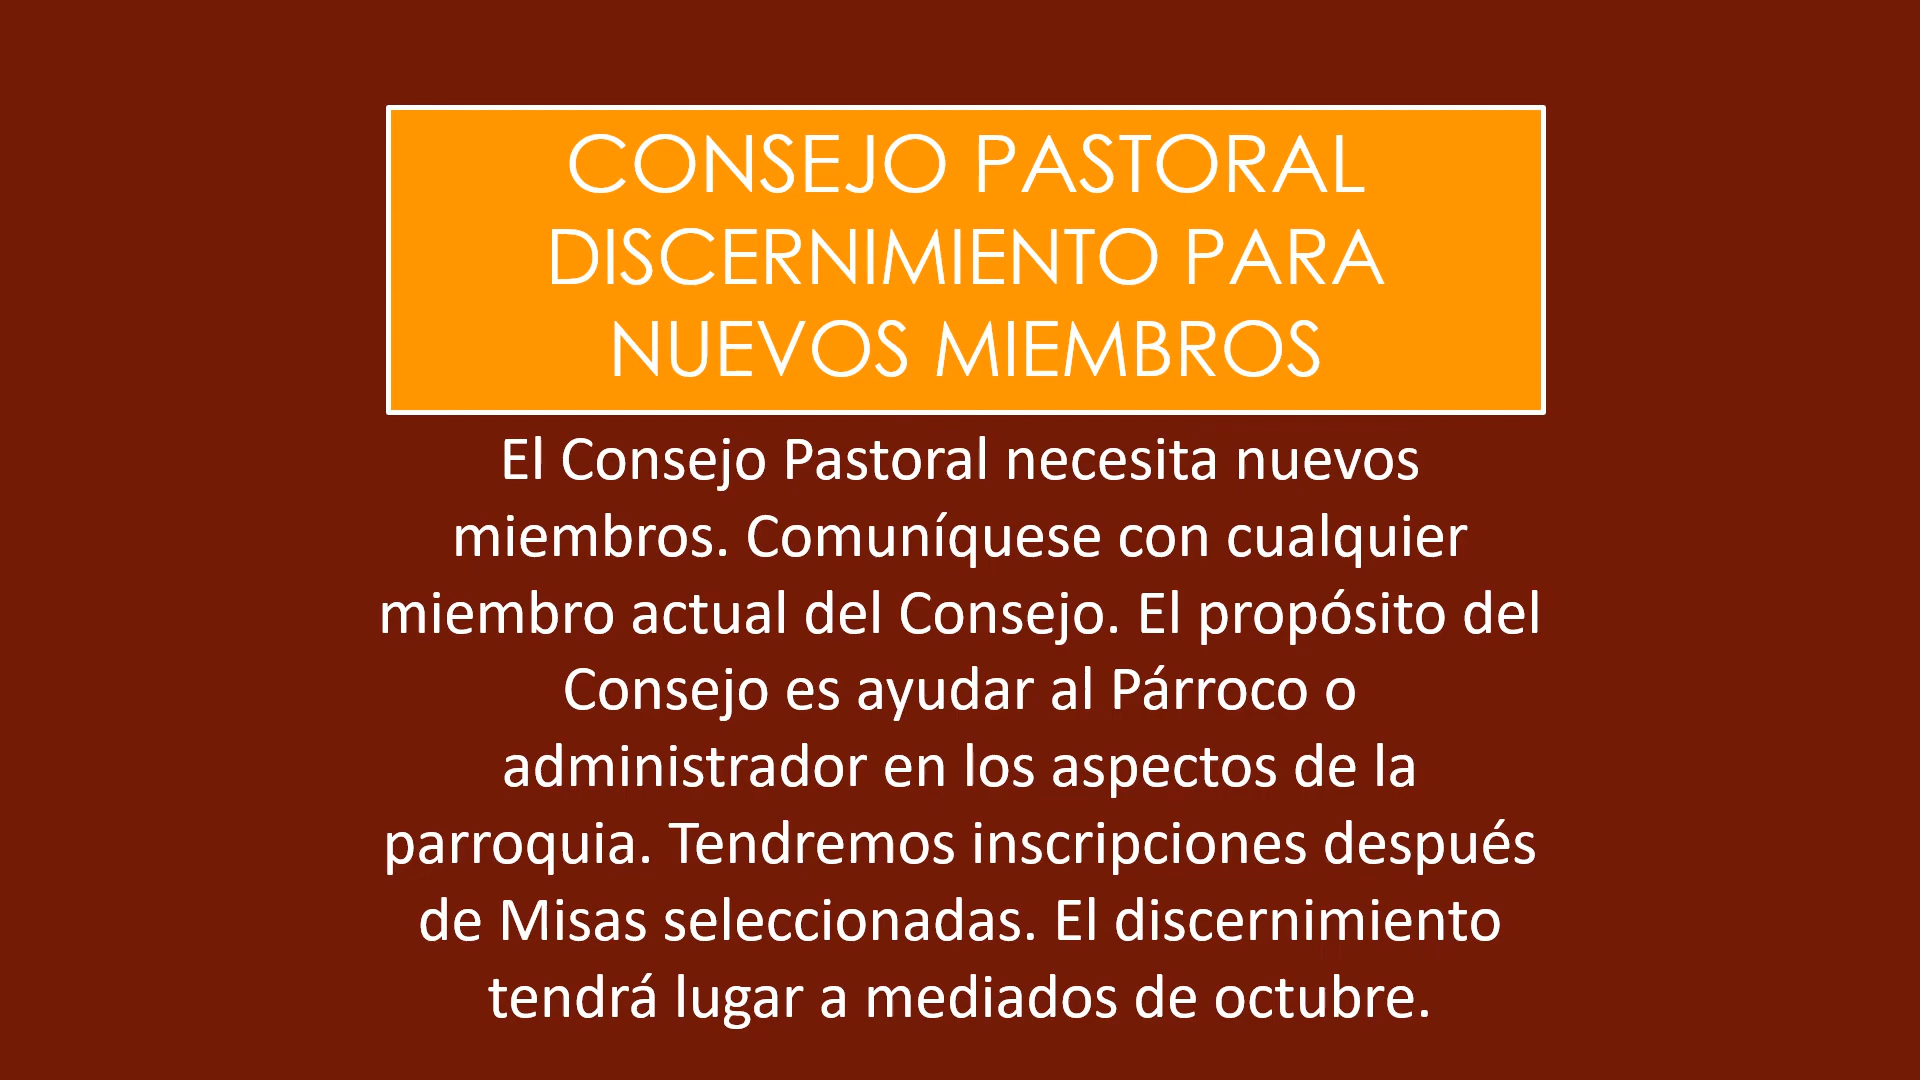 CONSEJO PASTORAL
DISCERNIMIENTO PARA
NUEVOS MIEMBROS
El Consejo Pastoral necesita nuevos
miembros. Comuníquese con cualquier
miembro actual del Consejo. El propósito del
Consejo es ayudar al Párroco o
administrador en los aspectos de la
parroquia. Tendremos inscripciones después
de Misas seleccionadas. El discernimiento
tendrá lugar a mediados de octubre.